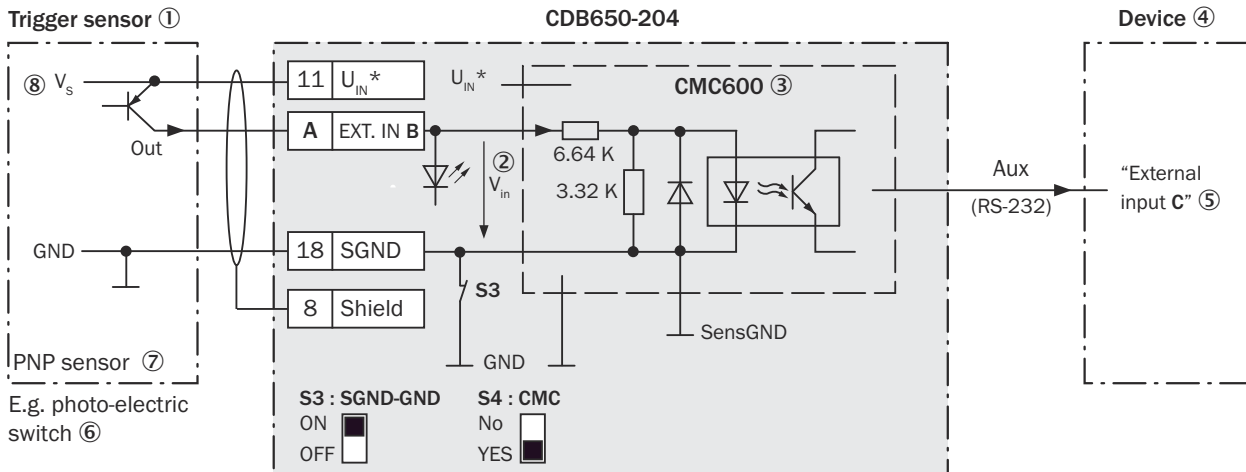 Trigger sensor ①
CDB650-204
Device ④
⑧ Vs
11 UIN*
UIN*
CMC600 ③
A EXT. IN B
Out
②
Vin
6.64 K
3.32 K
Aux
(RS-232)
“External
input C” ⑤
GND
18 SGND
S3
8 Shield
SensGND
GND
PNP sensor ⑦
E.g. photo-electric
switch ⑥
S3 : SGND-GND
ON
OFF
S4 : CMC
No
YES